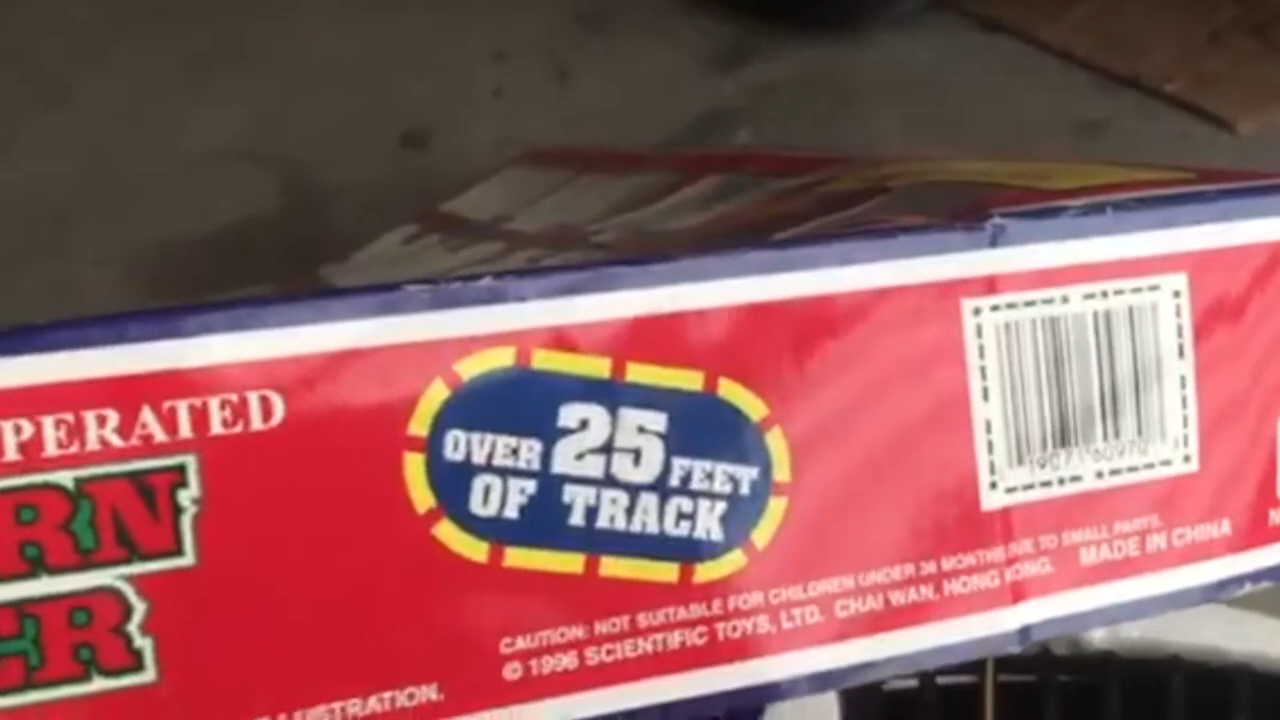 PERATED
RN
ER
OVER 25 FEET
OF TRACK
CAUTION: NOT SUITABLE FOR CHILDREN UNDER 36 MONTHS DUE TO SMALL PARTS.
© 1996 SCIENTIFIC TOYS, LTD. CHAI WAN, HONG KONG. MADE IN CHINA
LLUSTRATION.